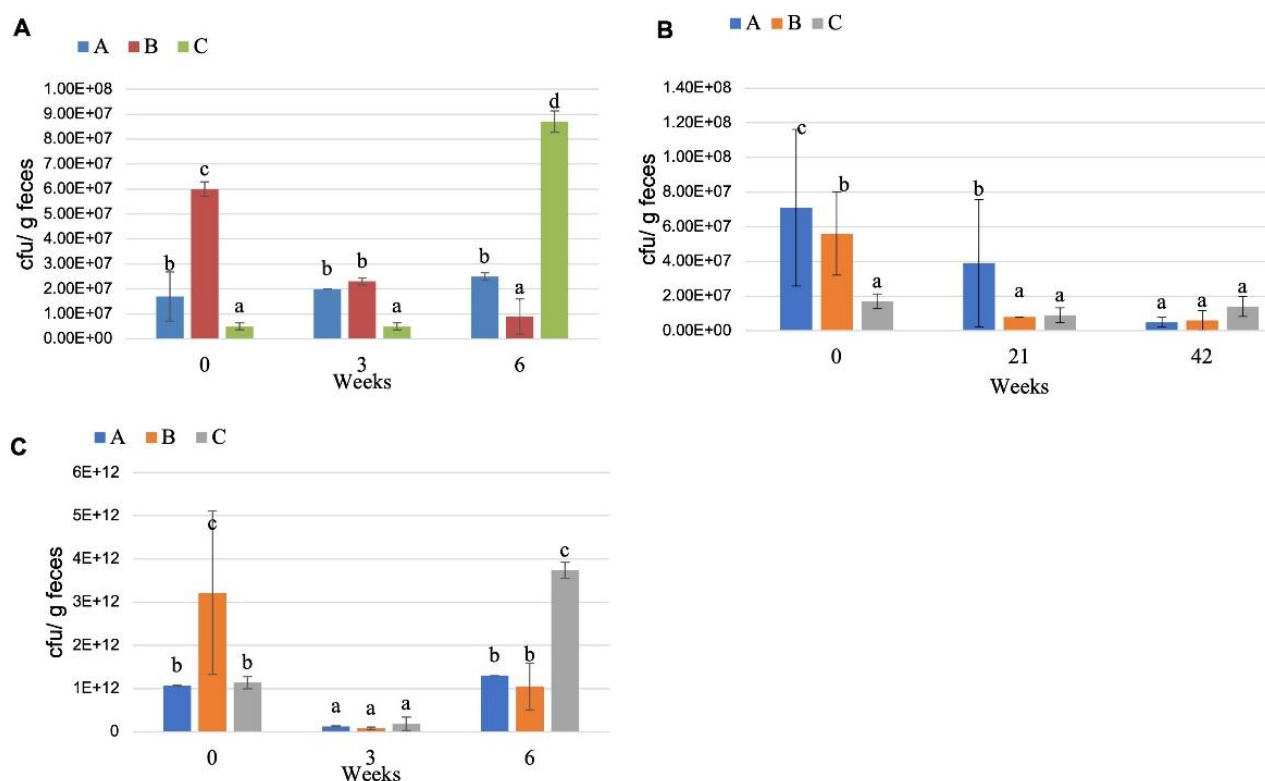 A
A B C
1.00E+08
9.00E+07
8.00E+07
7.00E+07
6.00E+07
5.00E+07
4.00E+07
3.00E+07
2.00E+07
1.00E+07
0.00E+00
cfu/ g feces
b c a
b b a
b a d
0 3 6
Weeks
B
A B C
1.40E+08
1.20E+08
1.00E+08
8.00E+07
6.00E+07
4.00E+07
2.00E+07
0.00E+00
cfu/ g feces
c b a
b a a
a a a
0 21 42
Weeks
C
A B C
6E+12
5E+12
4E+12
3E+12
2E+12
1E+12
0
cfu/ g feces
b c b
a a a
b b c
0 3 6
Weeks